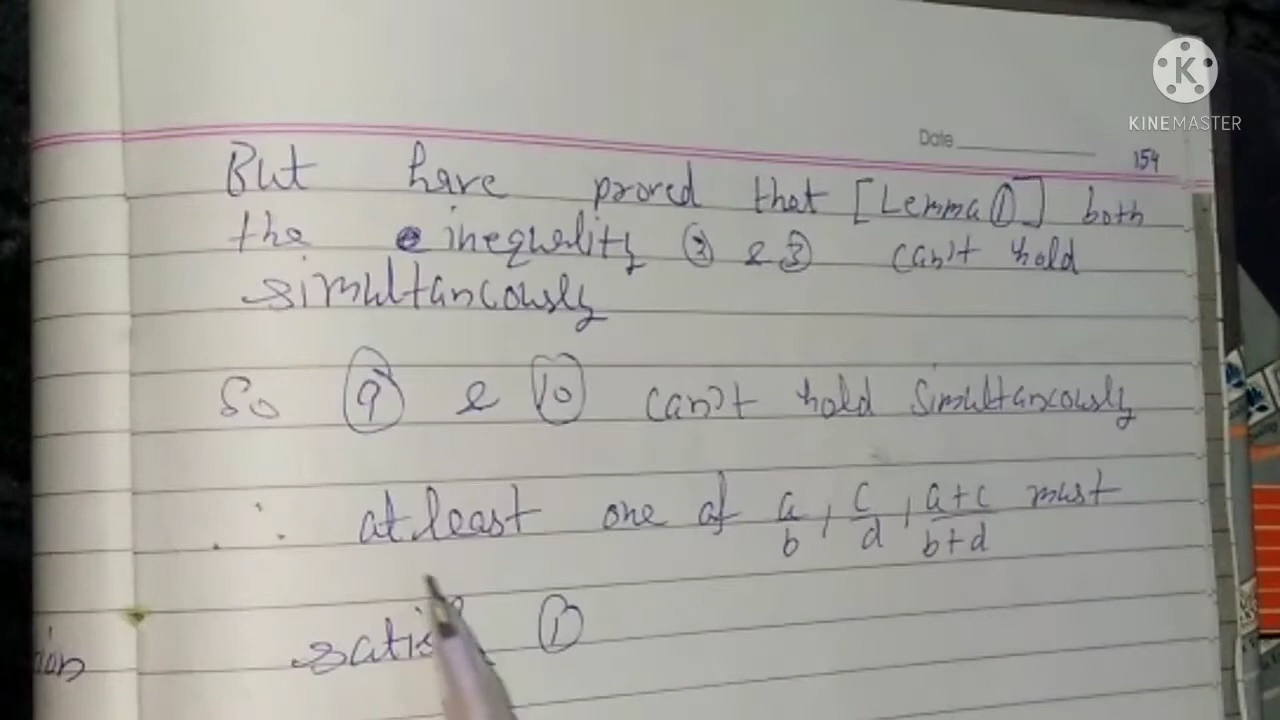 KINEMASTER
Date
154
But have proved that [Lemma ①] both
the inequality ② & ③ can't hold
simultaneously
So ⑨ & ⑩ can't hold simultaneously
∴ atleast one of a/b, c/d, a+c/b+d must
①